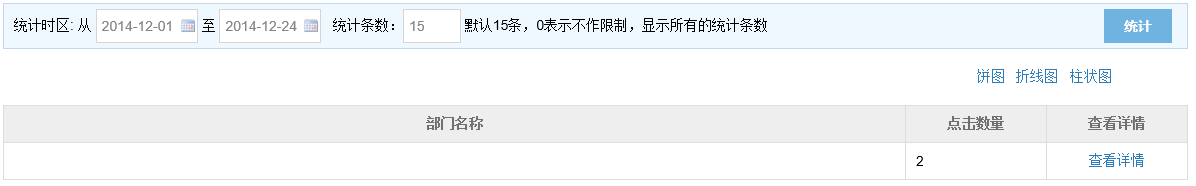 统计时区: 从 2014-12-01 至 2014-12-24 统计条数： 15 默认15条，0表示不作限制，显示所有的统计条数 统计
饼图 折线图 柱状图
部门名称 点击数量 查看详情
2 查看详情